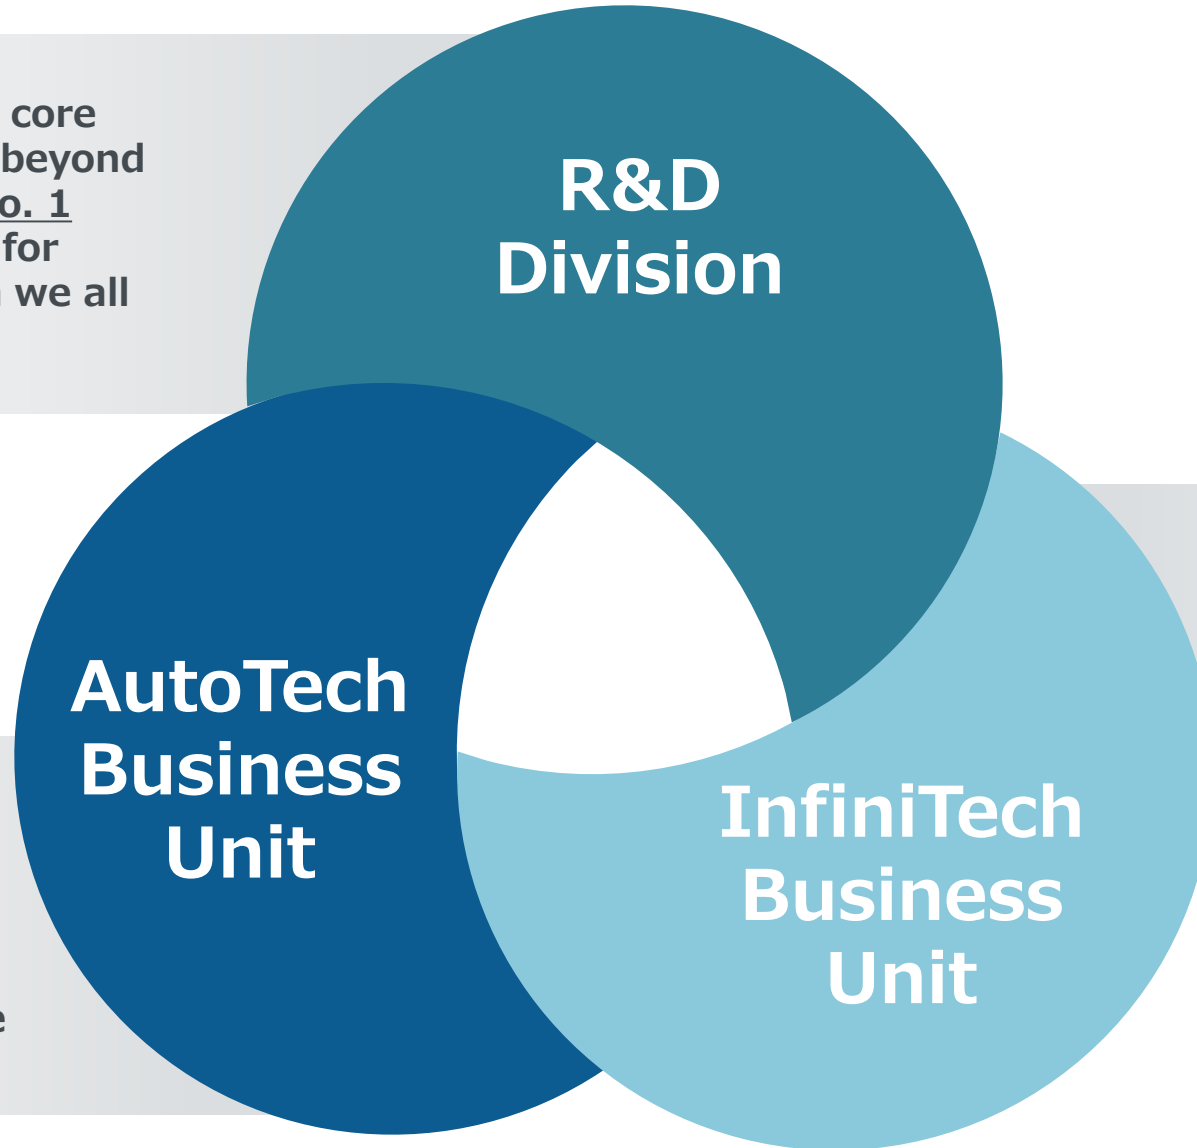 core
beyond
o. 1
for
we all
R&D
Division
AutoTech
Business
Unit
InfiniTech
Business
Unit